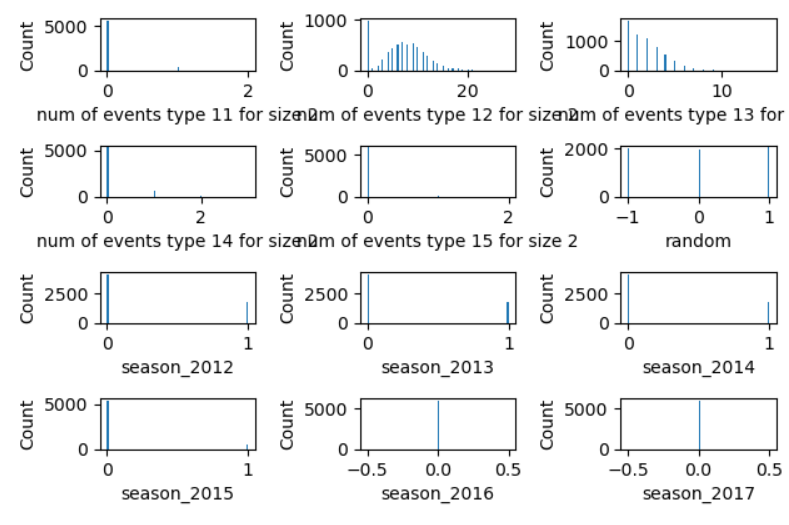 Count 5000 0 0 2
Count 1000 0 0 20
Count 1000 0 0 10
num of events type 11 for size 2 num of events type 12 for size 2 num of events type 13 for
Count 5000 0 0 2
Count 5000 0 0 2
Count 2000 0 −1 0 1
num of events type 14 for size 2 num of events type 15 for size 2 random
Count 2500 0 0 1
Count 2500 0 0 1
Count 2500 0 0 1
season_2012 season_2013 season_2014
Count 5000 0 0 1
Count 5000 0 −0.5 0.0 0.5
Count 5000 0 −0.5 0.0 0.5
season_2015 season_2016 season_2017